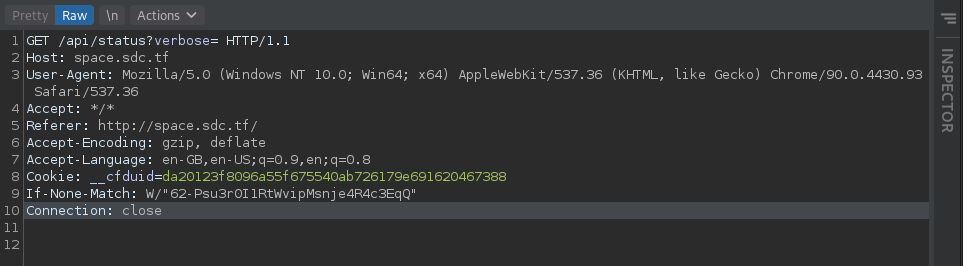 Pretty Raw \n Actions
1 GET /api/status?verbose= HTTP/1.1
2 Host: space.sdc.tf
3 User-Agent: Mozilla/5.0 (Windows NT 10.0; Win64; x64) AppleWebKit/537.36 (KHTML, like Gecko) Chrome/90.0.4430.93
Safari/537.36
4 Accept: */*
5 Referer: http://space.sdc.tf/
6 Accept-Encoding: gzip, deflate
7 Accept-Language: en-GB,en-US;q=0.9,en;q=0.8
8 Cookie: __cfduid=da20123f8096a55f675540ab726179e691620467388
9 If-None-Match: W/"62-Psu3r0I1RtWvipMsnje4R4c3EqQ"
10 Connection: close
11
12
INSPECTOR